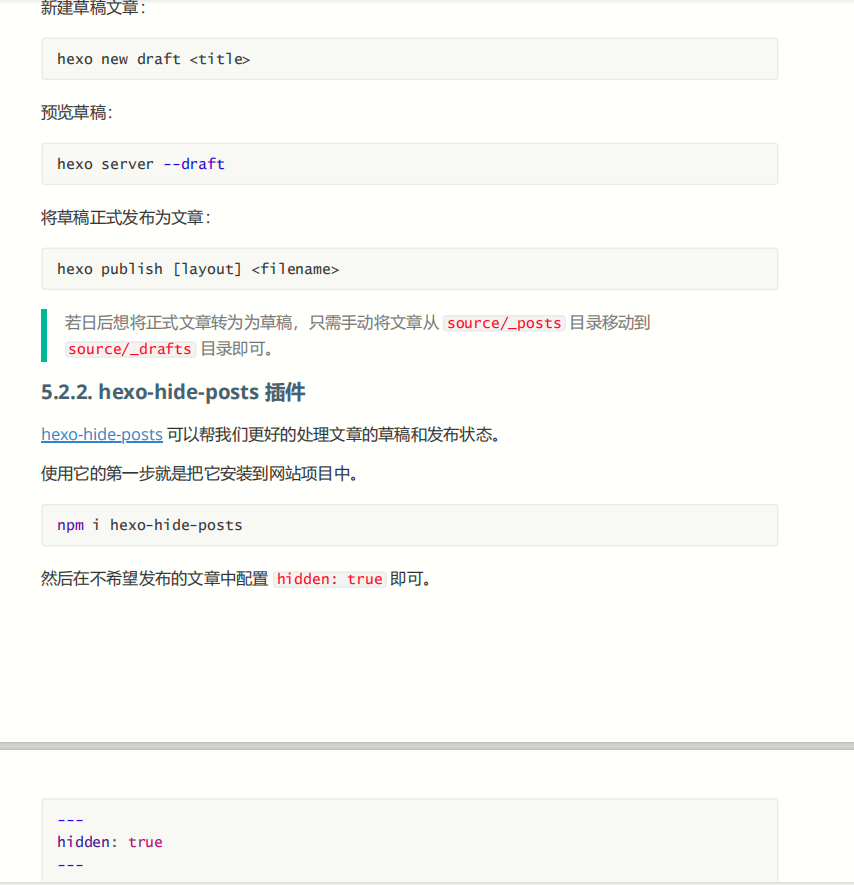 新建草稿文章：
hexo new draft <title>
预览草稿：
hexo server --draft
将草稿正式发布为文章：
hexo publish [layout] <filename>
若日后想将正式文章转为为草稿，只需手动将文章从 source/_posts 目录移动到
source/_drafts 目录即可。
5.2.2. hexo-hide-posts 插件
hexo-hide-posts 可以帮我们更好的处理文章的草稿和发布状态。
使用它的第一步就是把它安装到网站项目中。
npm i hexo-hide-posts
然后在不希望发布的文章中配置 hidden: true 即可。
---
hidden: true
---